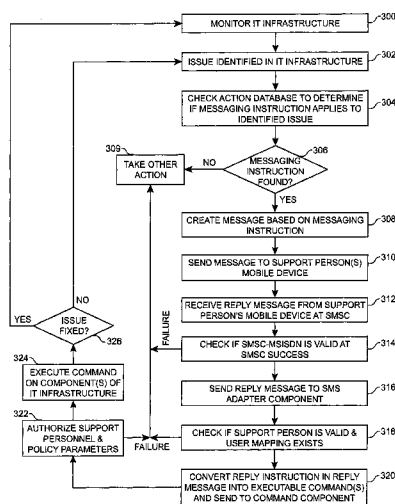 MONITOR IT INFRASTRUCTURE
300
ISSUE IDENTIFIED IN IT INFRASTRUCTURE
302
CHECK ACTION DATABASE TO DETERMINE
IF MESSAGING INSTRUCTION APPLIES TO
IDENTIFIED ISSUE
304
309
306
TAKE OTHER
ACTION
NO
MESSAGING
INSTRUCTION
FOUND?
YES
CREATE MESSAGE BASED ON MESSAGING
INSTRUCTION
308
SEND MESSAGE TO SUPPORT PERSON(S)
MOBILE DEVICE
310
NO
RECEIVE REPLY MESSAGE FROM SUPPORT
PERSON'S MOBILE DEVICE AT SMSC
312
YES
ISSUE
FIXED?
326
FAILURE
CHECK IF SMSC-MSISDN IS VALID AT
SMSC SUCCESS
314
324
EXECUTE COMMAND
ON COMPONENT(S) OF
IT INFRASTRUCTURE
SEND REPLY MESSAGE TO SMS
ADAPTER COMPONENT
316
322
AUTHORIZE SUPPORT
PERSONNEL &
POLICY PARAMETERS
FAILURE
CHECK IF SUPPORT PERSON IS VALID &
USER MAPPING EXISTS
318
CONVERT REPLY INSTRUCTION IN REPLY
MESSAGE INTO EXECUTABLE COMMAND(S)
AND SEND TO COMMAND COMPONENT
320